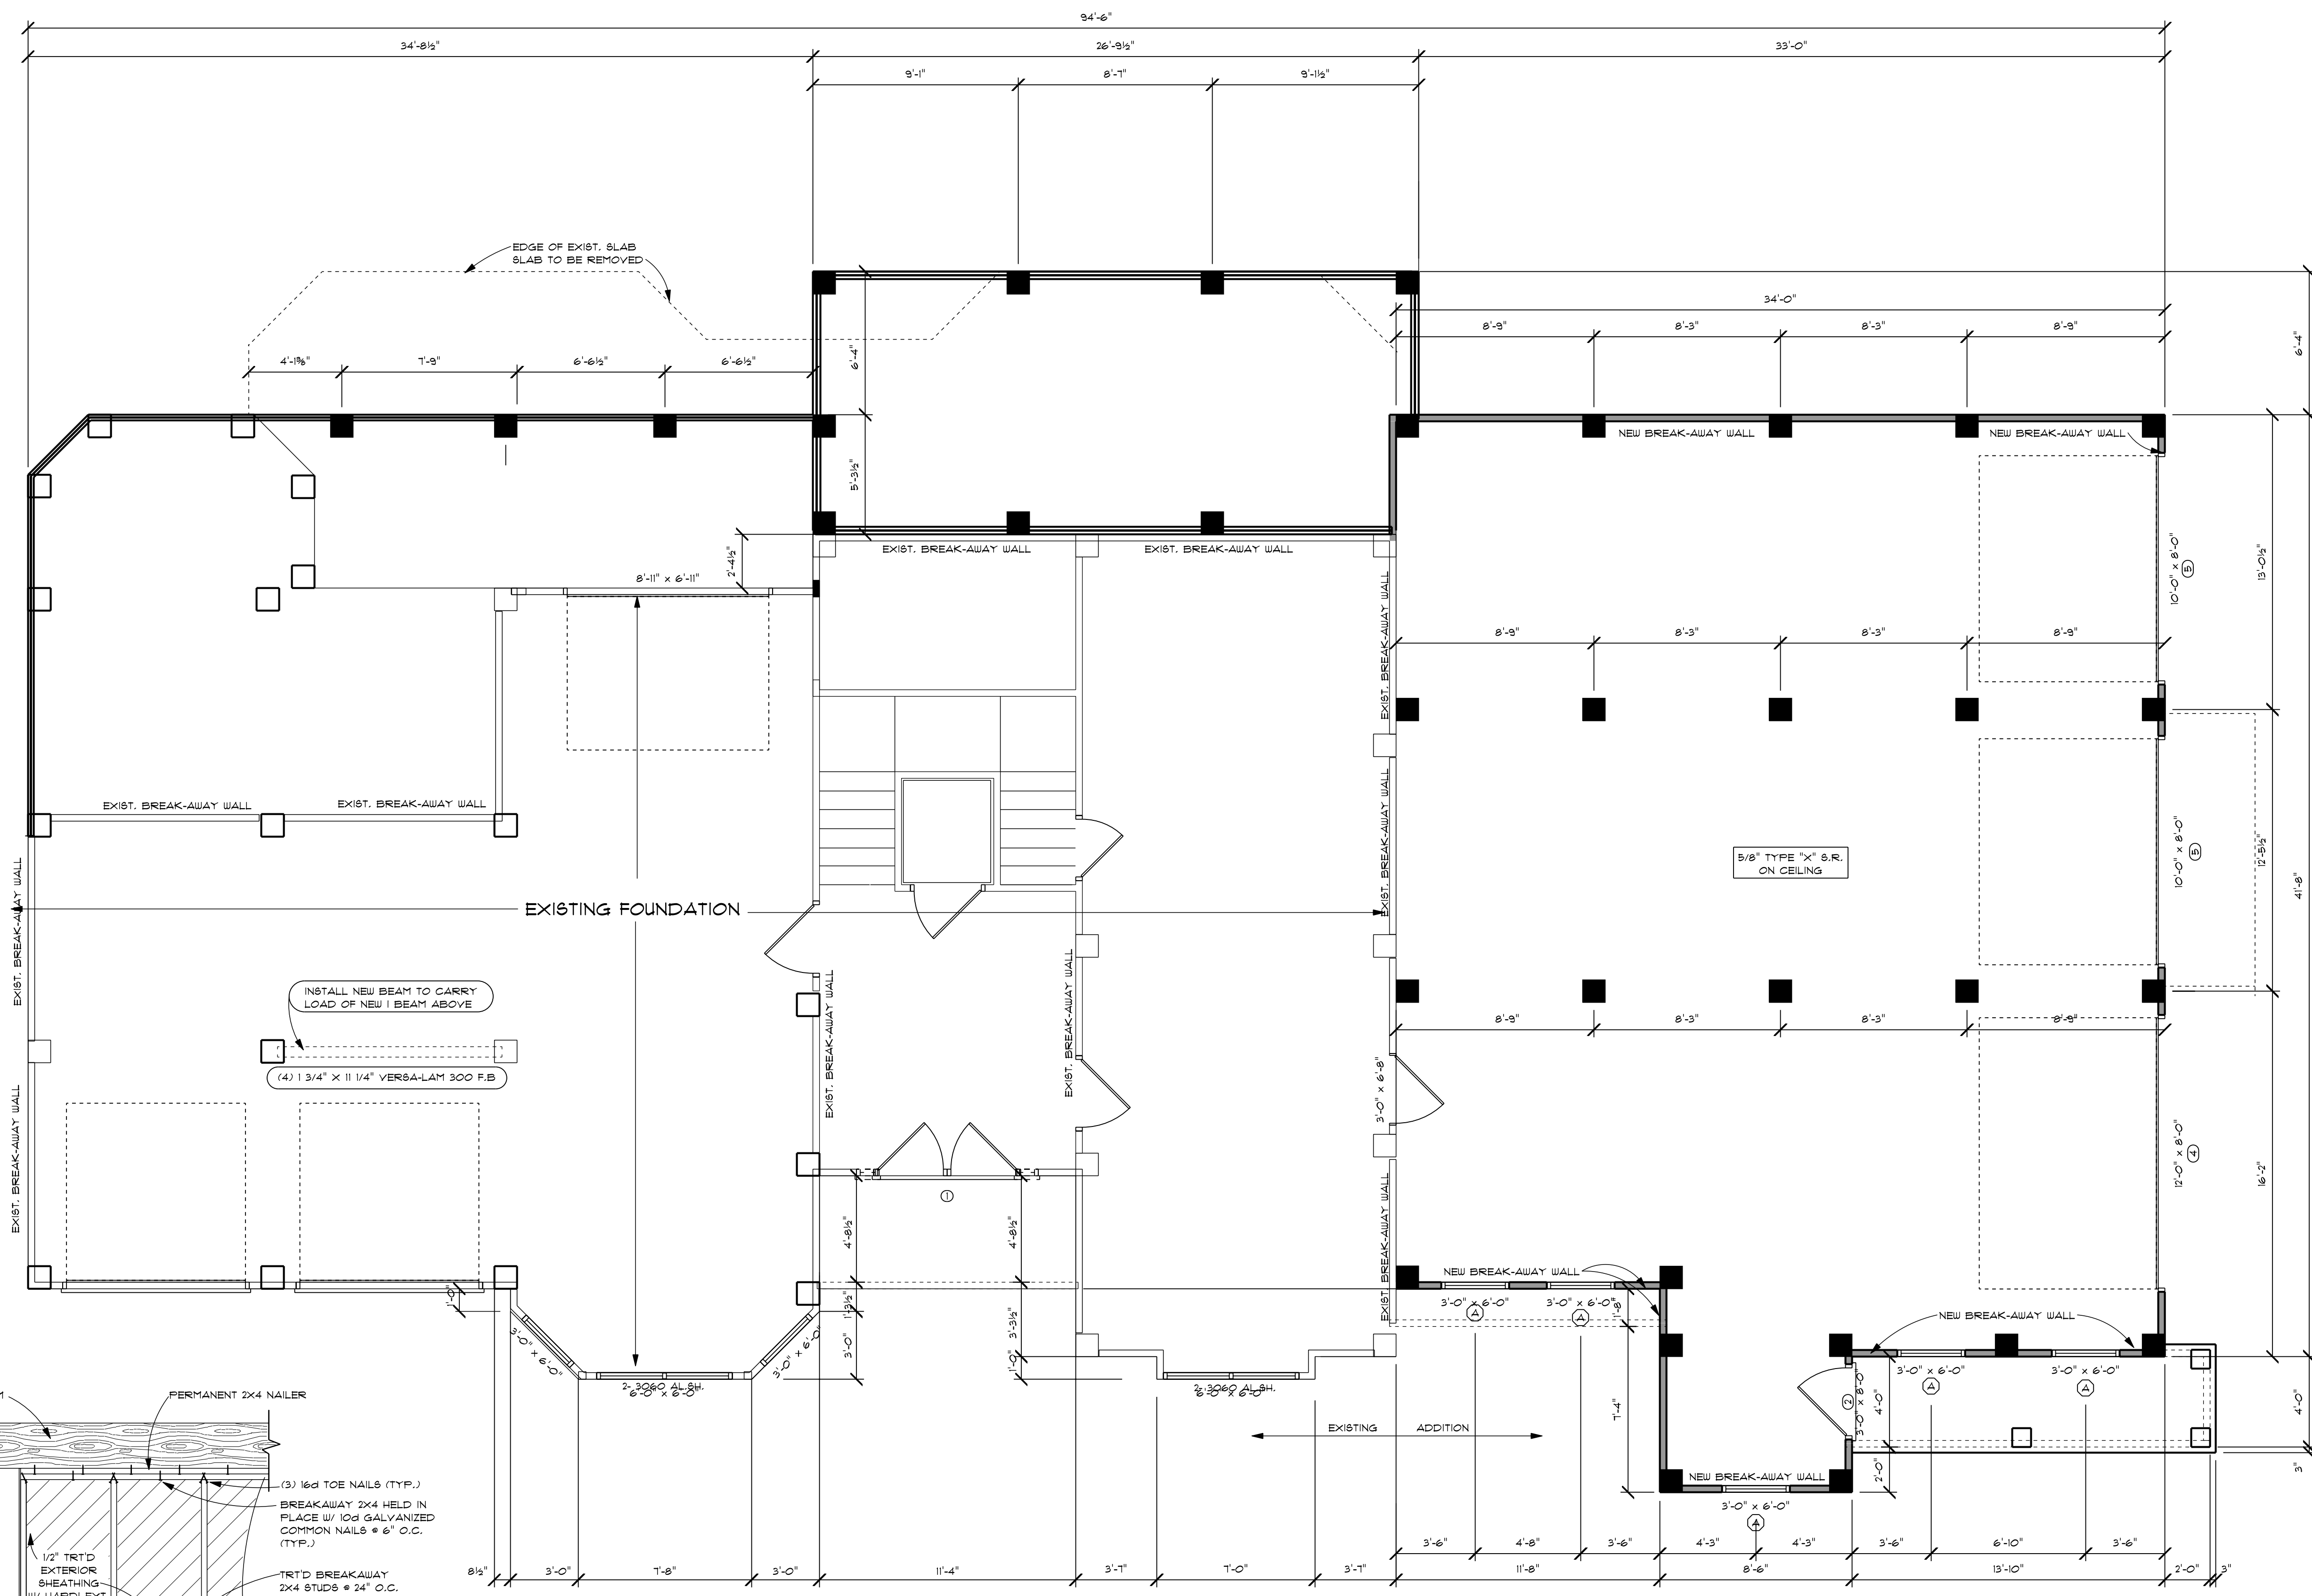 94'-6"
34'-8½"
26'-9½"
33'-0"
9'-1"
8'-7"
9'-1½"
EDGE OF EXIST. SLAB
SLAB TO BE REMOVED
34'-0"
8'-9"
8'-3"
8'-3"
8'-9"
6'-4"
4'-1⅝"
7'-9"
6'-6½"
6'-6½"
6'-4"
NEW BREAK-AWAY WALL
NEW BREAK-AWAY WALL
5'-3½"
EXIST. BREAK-AWAY WALL
EXIST. BREAK-AWAY WALL
2'-4½"
8'-11" x 6'-11"
10'-0" x 8'-0"
5
13'-0½"
EXIST. BREAK-AWAY WALL
8'-9"
8'-3"
8'-3"
8'-9"
EXIST. BREAK-AWAY WALL
EXIST. BREAK-AWAY WALL
EXIST. BREAK-AWAY WALL
5/8" TYPE "X" S.R.
ON CEILING
10'-0" x 8'-0"
5
12'-5½"
41'-8"
EXIST. BREAK-AWAY WALL
EXISTING FOUNDATION
INSTALL NEW BEAM TO CARRY
LOAD OF NEW I BEAM ABOVE
(4) 1 3/4" X 11 1/4" VERSA-LAM 300 F.B
EXIST. BREAK-AWAY WALL
EXIST. BREAK-AWAY WALL
8'-9"
8'-3"
8'-3"
8'-9"
3'-0" x 6'-8"
EXIST. BREAK-AWAY WALL
12'-0" x 8'-0"
4
16'-2"
1
4'-8½"
4'-8½"
EXIST. BREAK-AWAY WALL
NEW BREAK-AWAY WALL
1'-0"
1'-3½"
3'-0"
3'-3½"
1'-0"
3'-0" x 6'-0"
A
3'-0" x 6'-0"
A
1'-8"
NEW BREAK-AWAY WALL
3'-0" x 6'-0"
3'-0" x 6'-0"
2- 3060 AL.SH.
6'-0" x 6'-0"
2- 3060 AL.SH.
6'-0" x 6'-0"
3'-0" x 6'-0"
A
3'-0" x 6'-0"
A
2
3'-0" x 8'-0"
4'-0"
4'-0"
7'-4"
EXISTING ADDITION
PERMANENT 2X4 NAILER
(3) 16d TOE NAILS (TYP.)
BREAKAWAY 2X4 HELD IN
PLACE W/ 10d GALVANIZED
COMMON NAILS @ 6" O.C.
(TYP.)
NEW BREAK-AWAY WALL
2'-0"
3"
3'-0" x 6'-0"
A
1/2" TRT'D
EXTERIOR
SHEATHING
TRT'D BREAKAWAY
2X4 STUDS @ 24" O.C.
3'-6"
4'-8"
3'-6"
4'-3"
4'-3"
3'-6"
6'-10"
3'-6"
8½"
3'-0"
7'-8"
3'-0"
11'-4"
3'-7"
7'-0"
3'-7"
11'-8"
8'-6"
13'-10"
2'-0"
3"